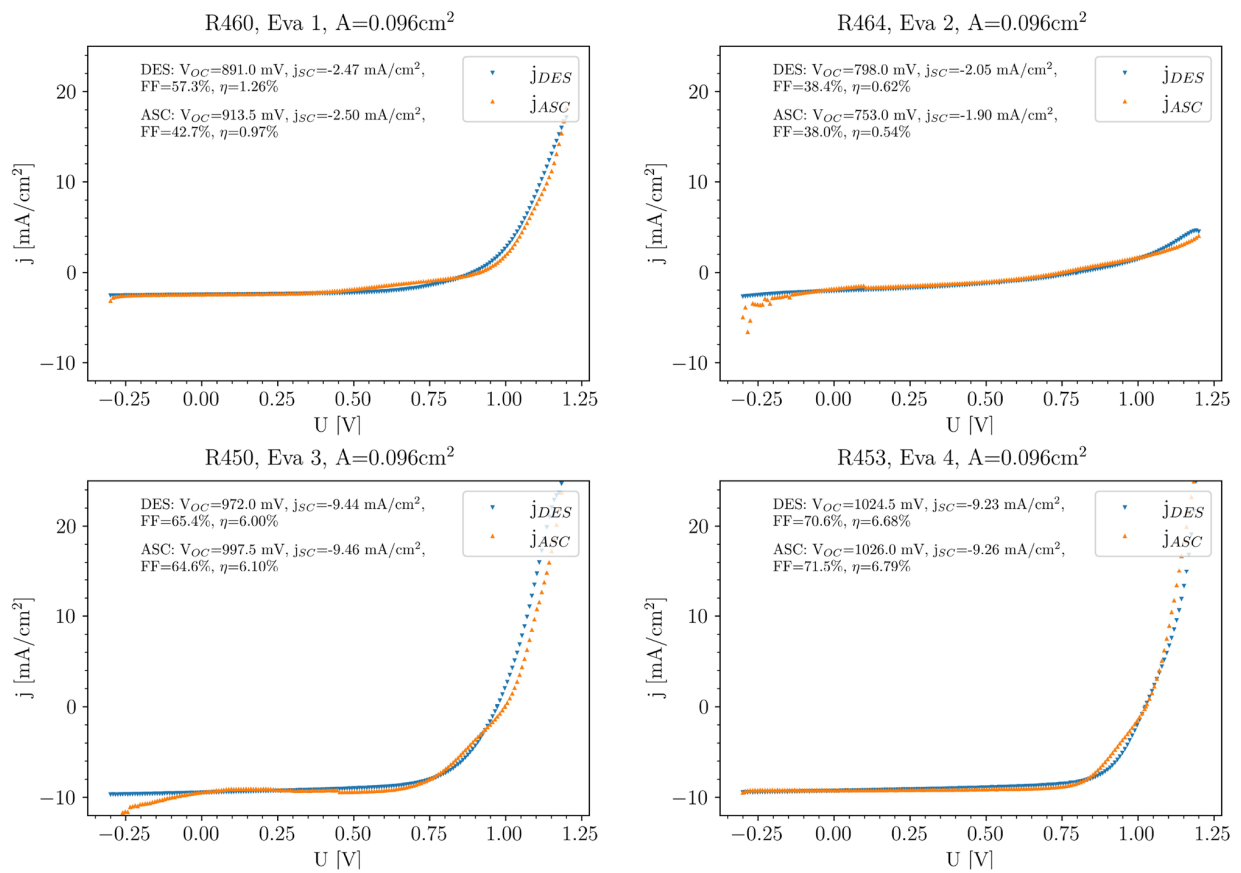 R460, Eva 1, A=0.096cm²
DES: V_OC=891.0 mV, j_SC=-2.47 mA/cm²,
FF=57.3%, η=1.26%
ASC: V_OC=913.5 mV, j_SC=-2.50 mA/cm²,
FF=42.7%, η=0.97%
j_DES
j_ASC
20
10
0
−10
j [mA/cm²]
−0.25 0.00 0.25 0.50 0.75 1.00 1.25
U [V]
R464, Eva 2, A=0.096cm²
DES: V_OC=798.0 mV, j_SC=-2.05 mA/cm²,
FF=38.4%, η=0.62%
ASC: V_OC=753.0 mV, j_SC=-1.90 mA/cm²,
FF=38.0%, η=0.54%
j_DES
j_ASC
20
10
0
−10
j [mA/cm²]
−0.25 0.00 0.25 0.50 0.75 1.00 1.25
U [V]
R450, Eva 3, A=0.096cm²
DES: V_OC=972.0 mV, j_SC=-9.44 mA/cm²,
FF=65.4%, η=6.00%
ASC: V_OC=997.5 mV, j_SC=-9.46 mA/cm²,
FF=64.6%, η=6.10%
j_DES
j_ASC
20
10
0
−10
j [mA/cm²]
−0.25 0.00 0.25 0.50 0.75 1.00 1.25
U [V]
R453, Eva 4, A=0.096cm²
DES: V_OC=1024.5 mV, j_SC=-9.23 mA/cm²,
FF=70.6%, η=6.68%
ASC: V_OC=1026.0 mV, j_SC=-9.26 mA/cm²,
FF=71.5%, η=6.79%
j_DES
j_ASC
20
10
0
−10
j [mA/cm²]
−0.25 0.00 0.25 0.50 0.75 1.00 1.25
U [V]